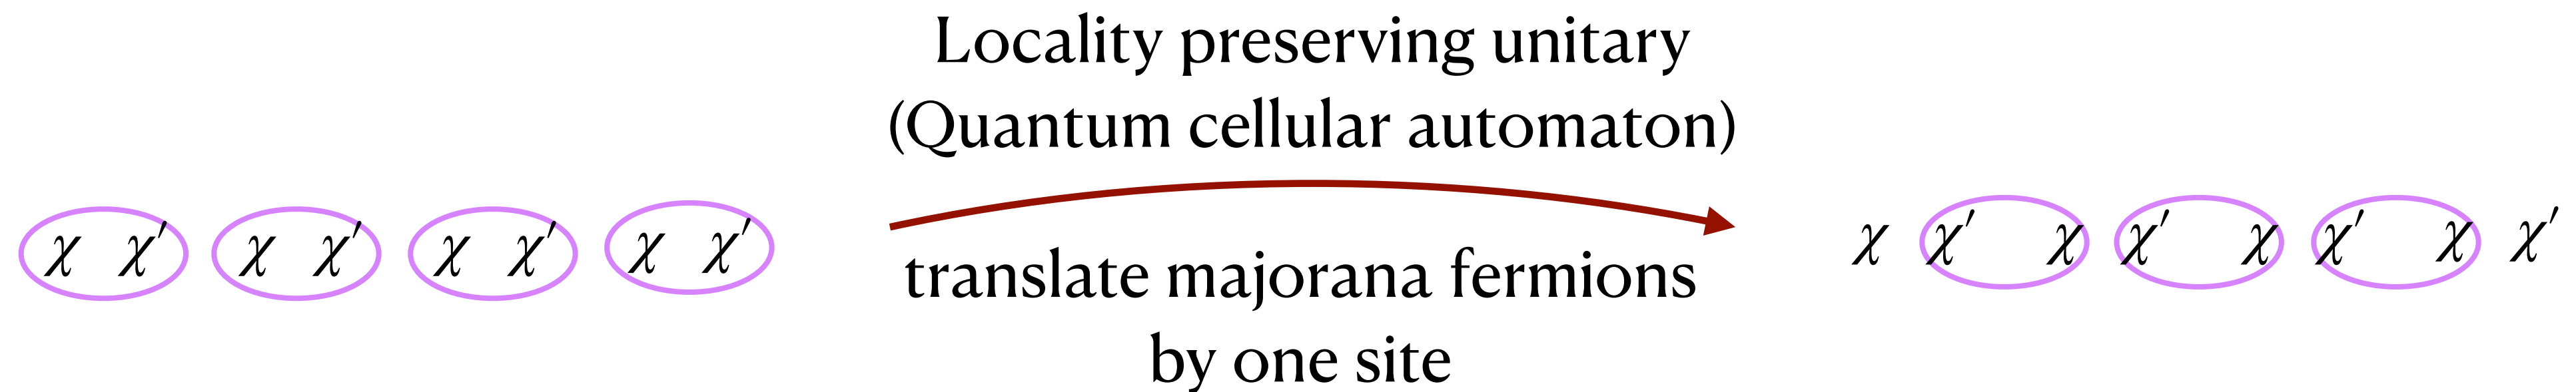 Locality preserving unitary
(Quantum cellular automaton)
χ χ′ χ χ′ χ χ′ χ χ′
χ χ′ χ χ′ χ χ′ χ χ′
translate majorana fermions
by one site